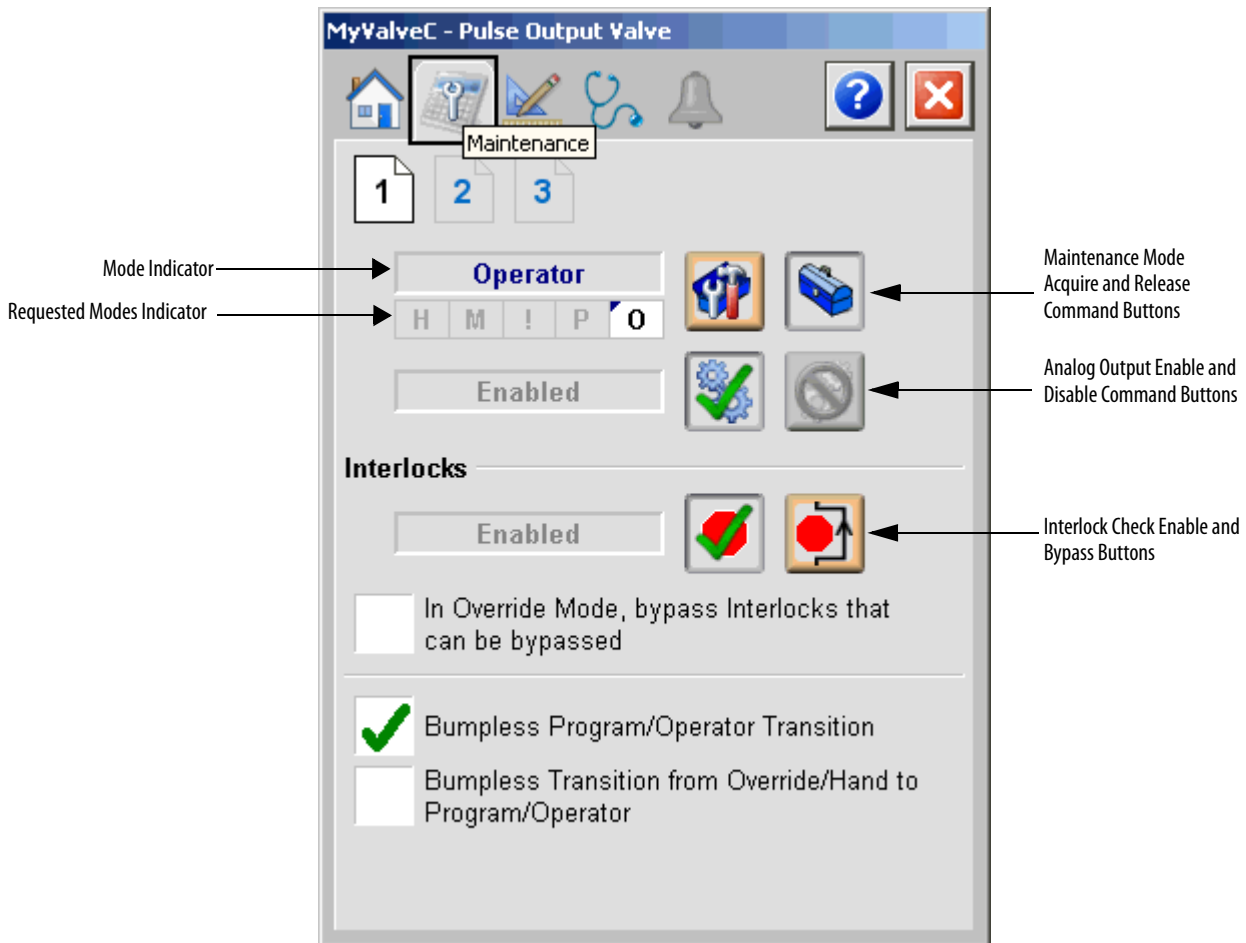 MyValveC - Pulse Output Valve
?
Maintenance
1 2 3
Mode Indicator
Operator
Maintenance Mode
Acquire and Release
Command Buttons
Requested Modes Indicator
H M ! P O
Enabled
Analog Output Enable and
Disable Command Buttons
Interlocks
Enabled
Interlock Check Enable and
Bypass Buttons
In Override Mode, bypass Interlocks that
can be bypassed
Bumpless Program/Operator Transition
Bumpless Transition from Override/Hand to
Program/Operator